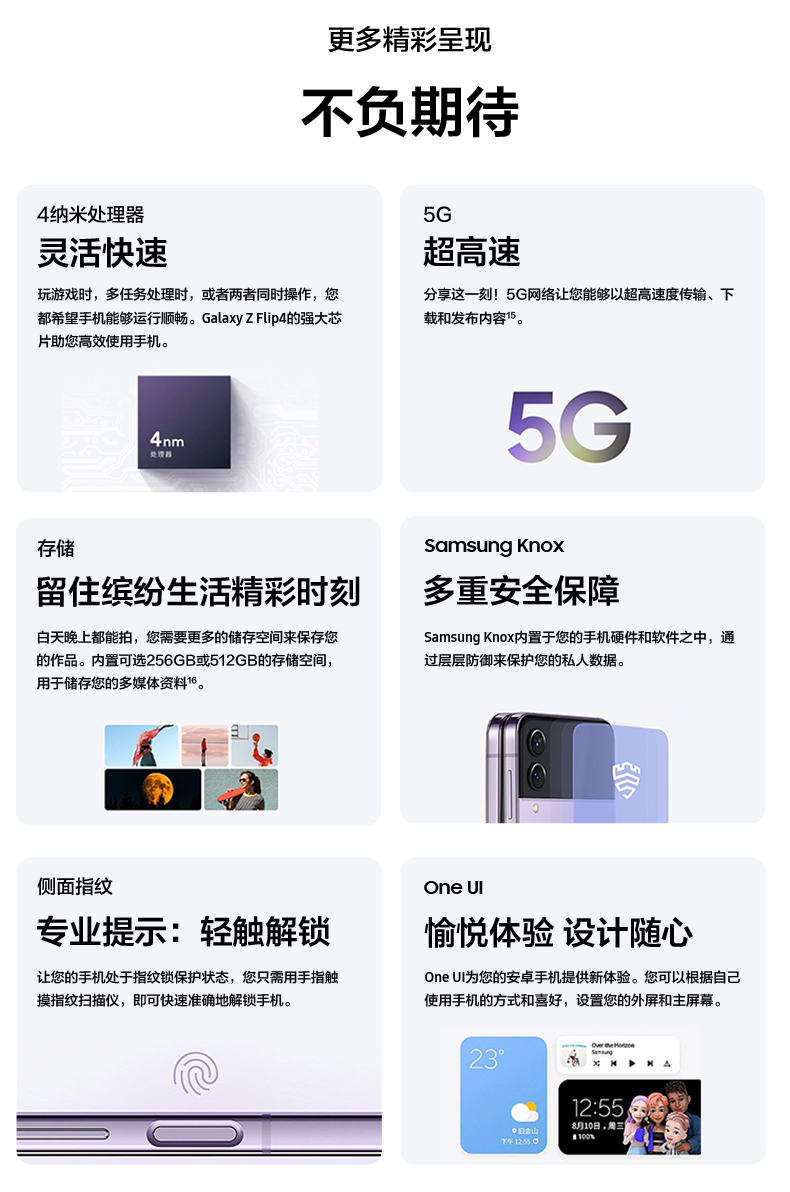 更多精彩呈现
不负期待
4纳米处理器
灵活快速
玩游戏时，多任务处理时，或者两者同时操作，您
都希望手机能够运行顺畅。Galaxy Z Flip4的强大芯
片助您高效使用手机。
4nm
处理器
5G
超高速
分享这一刻！5G网络让您能够以超高速度传输、下
载和发布内容¹⁵。
5G
存储
留住缤纷生活精彩时刻
白天晚上都能拍，您需要更多的储存空间来保存您
的作品。内置可选256GB或512GB的存储空间，
用于储存您的多媒体资料¹⁶。
Samsung Knox
多重安全保障
Samsung Knox内置于您的手机硬件和软件之中，通
过层层防御来保护您的私人数据。
侧面指纹
专业提示：轻触解锁
让您的手机处于指纹锁保护状态，您只需用手指触
摸指纹扫描仪，即可快速准确地解锁手机。
One UI
愉悦体验 设计随心
One UI为您的安卓手机提供新体验。您可以根据自己
使用手机的方式和喜好，设置您的外屏和主屏幕。
23°
旧金山
下午 12:55
Over the Horizon
Samsung
12:55
8月10日，周三
100%